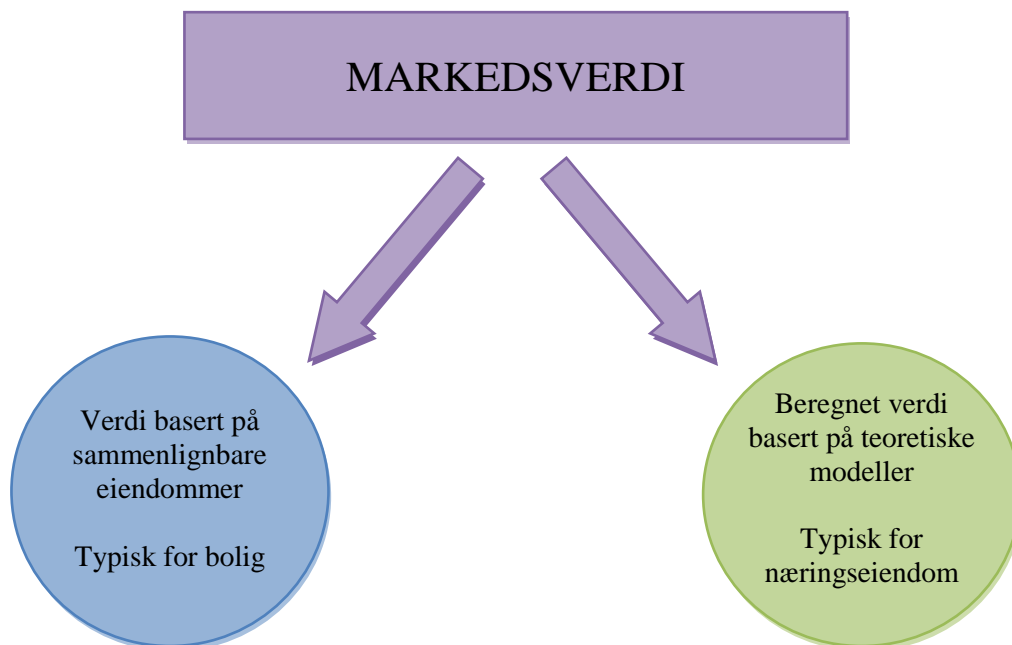 MARKEDSVERDI
Verdi basert på
sammenlignbare
eiendommer
Typisk for bolig
Beregnet verdi
basert på teoretiske
modeller
Typisk for
næringseiendom